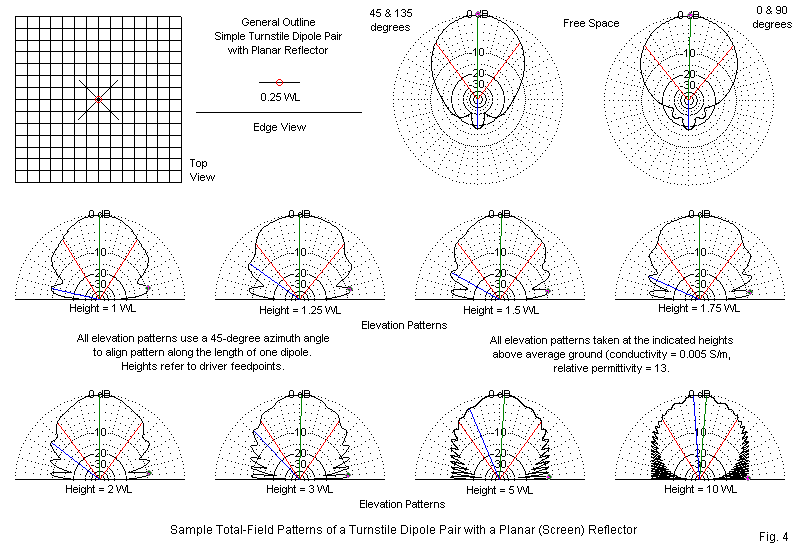 General Outline
Simple Turnstile Dipole Pair
with Planar Reflector
0.25 WL
Edge View
Top
View
45 & 135
degrees
0 dB
-10
-20
-30
Free Space
0 & 90
degrees
0 dB
-10
-20
-30
0 dB
-10
-20
-30
Height = 1 WL
0 dB
-10
-20
-30
Height = 1.25 WL
0 dB
-10
-20
-30
Height = 1.5 WL
0 dB
-10
-20
-30
Height = 1.75 WL
Elevation Patterns
All elevation patterns use a 45-degree azimuth angle
to align pattern along the length of one dipole.
Heights refer to driver feedpoints.
All elevation patterns taken at the indicated heights
above average ground (conductivity = 0.005 S/m,
relative permittivity = 13.
0 dB
-10
-20
-30
Height = 2 WL
0 dB
-10
-20
-30
Height = 3 WL
0 dB
-10
-20
-30
Height = 5 WL
0 dB
-10
-20
-30
Height = 10 WL
Elevation Patterns
Sample Total-Field Patterns of a Turnstile Dipole Pair with a Planar (Screen) Reflector
Fig. 4